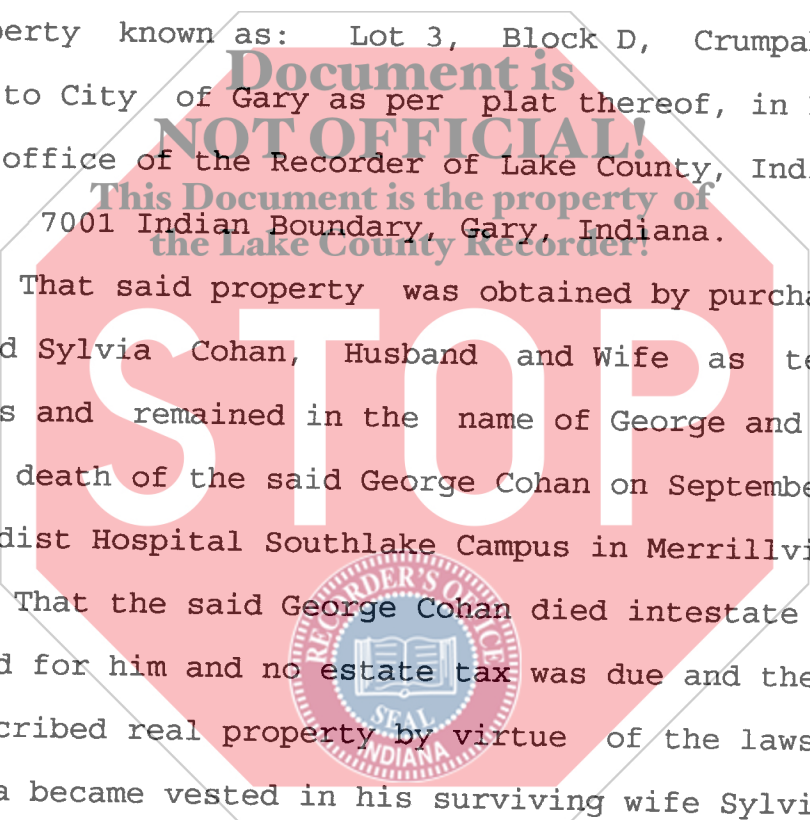 perty known as: Lot 3, Block D, Crumpa
Document is
to City of Gary as per plat thereof, in
NOT OFFICIAL!
office of the Recorder of Lake County, Indi
This Document is the property of
7001 Indian Boundary, Gary, Indiana.
the Lake County Recorder!
That said property was obtained by purcha
d Sylvia Cohan, Husband and Wife as te
STOP
s and remained in the name of George and
death of the said George Cohan on Septembe
dist Hospital Southlake Campus in Merrillvi
That the said George Cohan died intestate
RECORDER'S OFFICE
d for him and no estate tax was due and the
SEAL
cribed real property by virtue of the laws
INDIANA
a became vested in his surviving wife Sylvi